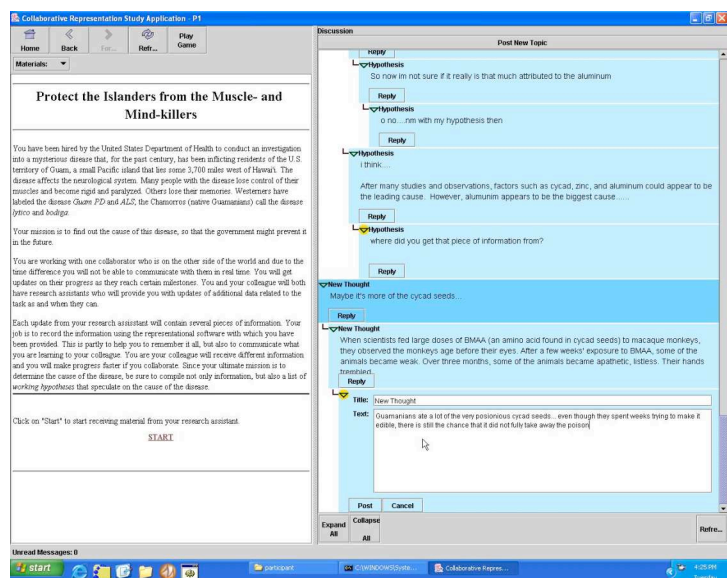 Collaborative Representation Study Application - P1
Home
Back
For...
Refr...
Play
Game
Materials:
Protect the Islanders from the Muscle- and
Mind-killers
You have been hired by the United States Department of Health to conduct an investigation
into a mysterious disease that, for the past century, has been inflicting residents of the U.S.
territory of Guam, a small Pacific island that lies some 3,700 miles west of Hawai'i. The
disease affects the neurological system. Many people with the disease lose control of their
muscles and become rigid and paralyzed. Others lose their memories. Westerners have
labeled the disease Guam PD and ALS, the Chamorros (native Guamanians) call the disease
lytico and bodiga.
Your mission is to find out the cause of this disease, so that the government might prevent it
in the future.
You are working with one collaborator who is on the other side of the world and due to the
time difference you will not be able to communicate with them in real time. You will get
updates on their progress as they reach certain milestones. You and your colleague will both
have research assistants who will provide you with updates of additional data related to the
task as and when they can.
Each update from your research assistant will contain several pieces of information. Your
job is to record the information using the representational software with which you have
been provided. This is partly to help you to remember it all, but also to communicate what
you are learning to your colleague. You are your colleague will receive different information
and you will make progress faster if you collaborate. Since your ultimate mission is to
determine the cause of the disease, be sure to compile not only information, but also a list of
working hypotheses that speculate on the cause of the disease.
Click on "Start" to start receiving material from your research assistant.
START
Unread Messages: 0
Discussion
Post New Topic
Reply
Hypothesis
So now im not sure if it really is that much attributed to the aluminum
Reply
Hypothesis
o no....nm with my hypothesis then
Reply
Hypothesis
i think....
After many studies and observations, factors such as cycad, zinc, and aluminum could appear to be
the leading cause. However, alumunim appears to be the biggest cause......
Reply
Hypothesis
where did you get that piece of information from?
Reply
New Thought
Maybe it's more of the cycad seeds...
Reply
New Thought
When scientists fed large doses of BMAA (an amino acid found in cycad seeds) to macaque monkeys,
they observed the monkeys age before their eyes. After a few weeks' exposure to BMAA, some of the
animals became weak. Over three months, some of the animals became apathetic, listless. Their hands
trembled
Reply
Title: New Thought
Text: Guamanians ate a lot of the very posionvious cycad seeds... even though they spent weeks trying to make it
edible, there is still the chance that it did not fully take away the poison
Post
Cancel
Expand
All
Collapse
All
Refre...
start
participant
C:\WINDOWS\Syste...
Collaborative Repres...
4:25 PM
Tuesday